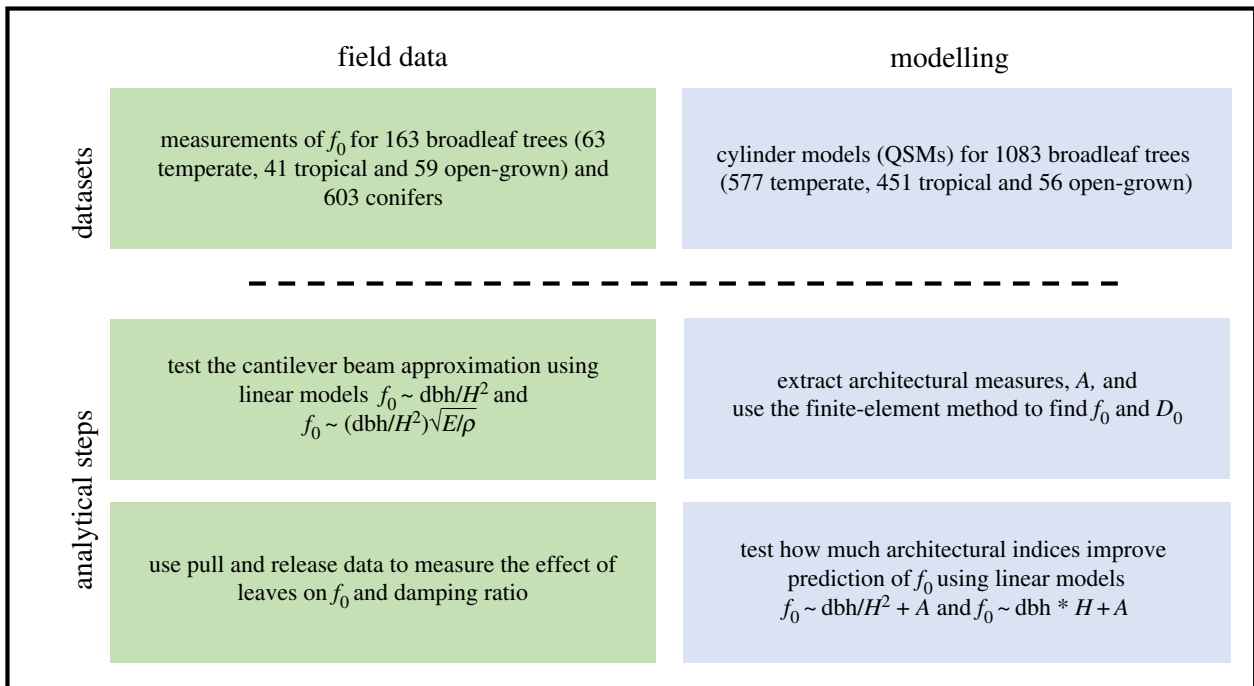 field data
modelling
datasets
measurements of f₀ for 163 broadleaf trees (63
temperate, 41 tropical and 59 open-grown) and
603 conifers
cylinder models (QSMs) for 1083 broadleaf trees
(577 temperate, 451 tropical and 56 open-grown)
analytical steps
test the cantilever beam approximation using
linear models f₀ ~ dbh/H² and
f₀ ~ (dbh/H²)√E/ρ
extract architectural measures, A, and
use the finite-element method to find f₀ and D₀
use pull and release data to measure the effect of
leaves on f₀ and damping ratio
test how much architectural indices improve
prediction of f₀ using linear models
f₀ ~ dbh/H² + A and f₀ ~ dbh * H + A